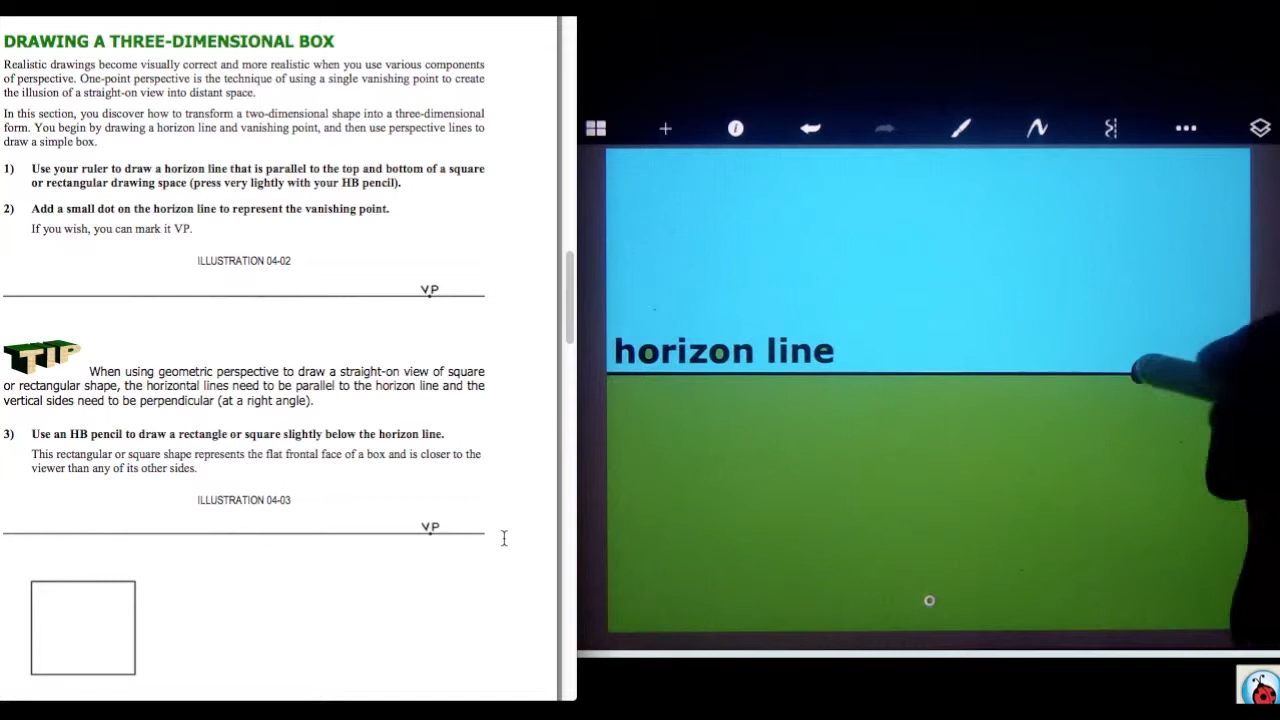 DRAWING A THREE-DIMENSIONAL BOX
Realistic drawings become visually correct and more realistic when you use various components
of perspective. One-point perspective is the technique of using a single vanishing point to create
the illusion of a straight-on view into distant space.
In this section, you discover how to transform a two-dimensional shape into a three-dimensional
form. You begin by drawing a horizon line and vanishing point, and then use perspective lines to
draw a simple box.
1) Use your ruler to draw a horizon line that is parallel to the top and bottom of a square
or rectangular drawing space (press very lightly with your HB pencil).
2) Add a small dot on the horizon line to represent the vanishing point.
If you wish, you can mark it VP.
ILLUSTRATION 04-02
VP
TIP When using geometric perspective to draw a straight-on view of square
or rectangular shape, the horizontal lines need to be parallel to the horizon line and the
vertical sides need to be perpendicular (at a right angle).
3) Use an HB pencil to draw a rectangle or square slightly below the horizon line.
This rectangular or square shape represents the flat frontal face of a box and is closer to the
viewer than any of its other sides.
ILLUSTRATION 04-03
VP
horizon line